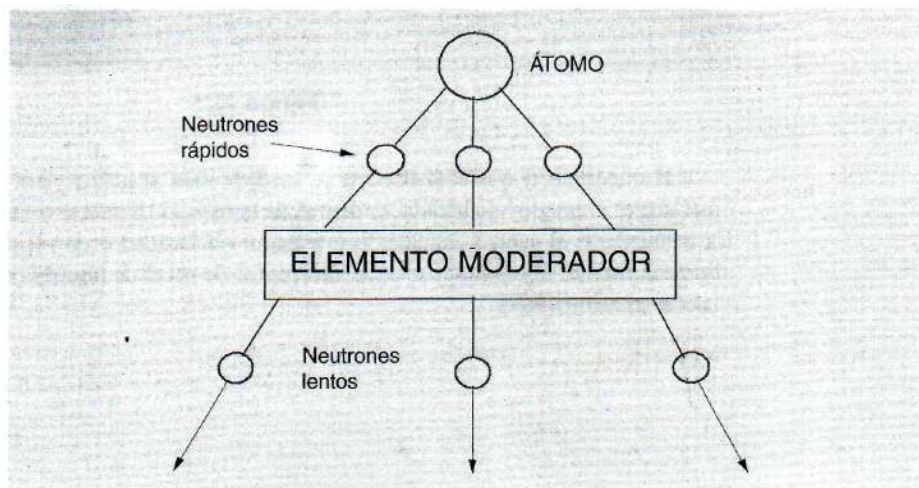 ÁTOMO
Neutrones
rápidos
ELEMENTO MODERADOR
Neutrones
lentos